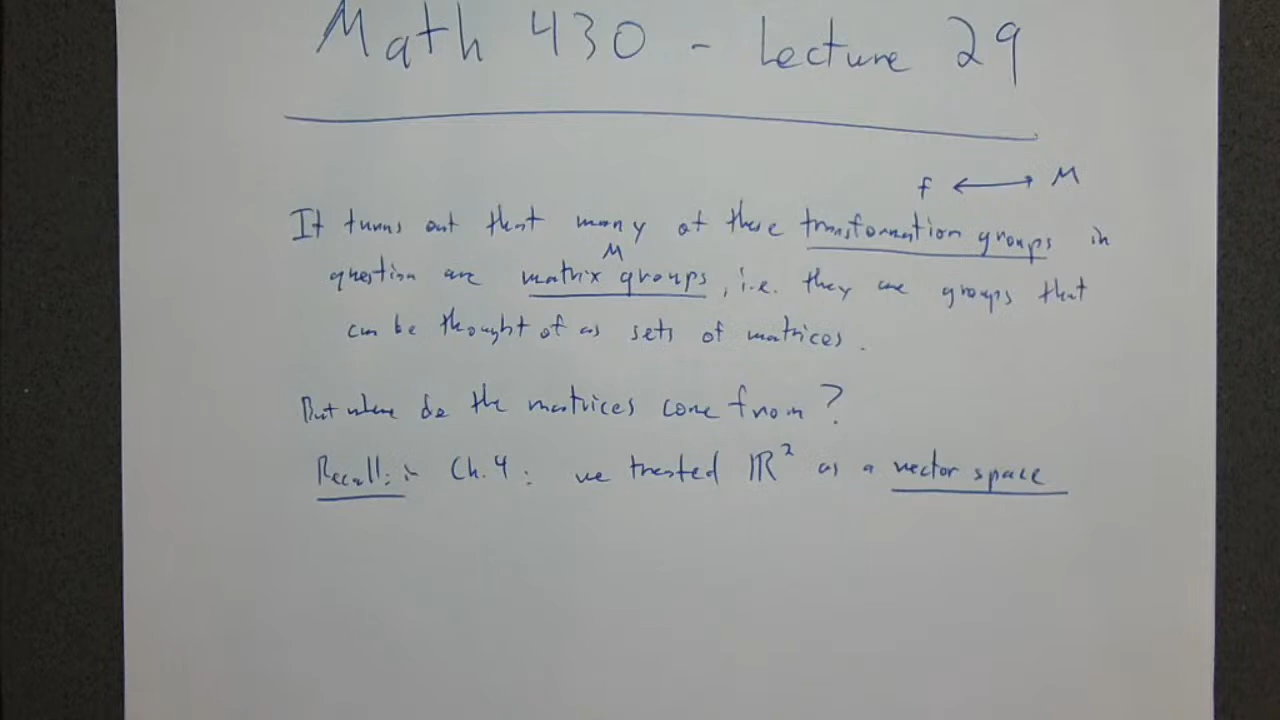 Math 430 - Lecture 29
f ↔ M
It turns out that many of these transformation groups in
M
question are matrix groups, i.e. they are groups that
can be thought of as sets of matrices.
But where do the matrices come from?
Recall: in Ch. 4: we treated ℝ² as a vector space